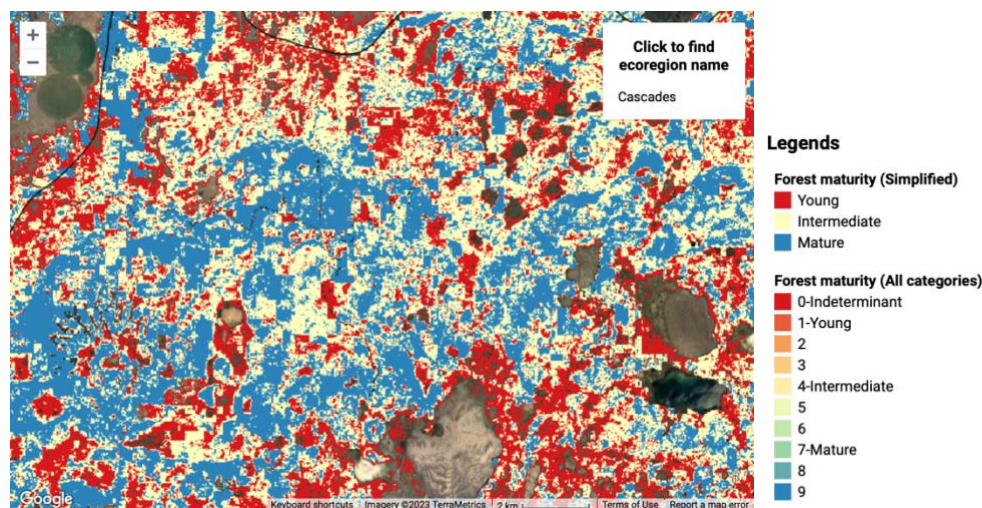 +
−
Click to find
ecoregion name
Cascades
Legends
Forest maturity (Simplified)
Young
Intermediate
Mature
Forest maturity (All categories)
0-Indeterminant
1-Young
2
3
4-Intermediate
5
6
7-Mature
8
9
Google
Keyboard shortcuts
Imagery ©2023 TerraMetrics
2 km
Terms of Use
Report a map error